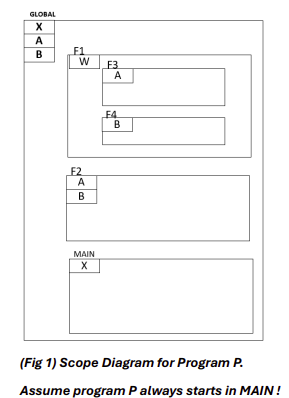 GLOBAL
X
A
B
F1
W
F3
A
F4
B
F2
A
B
MAIN
X
(Fig 1) Scope Diagram for Program P.
Assume program P always starts in MAIN !